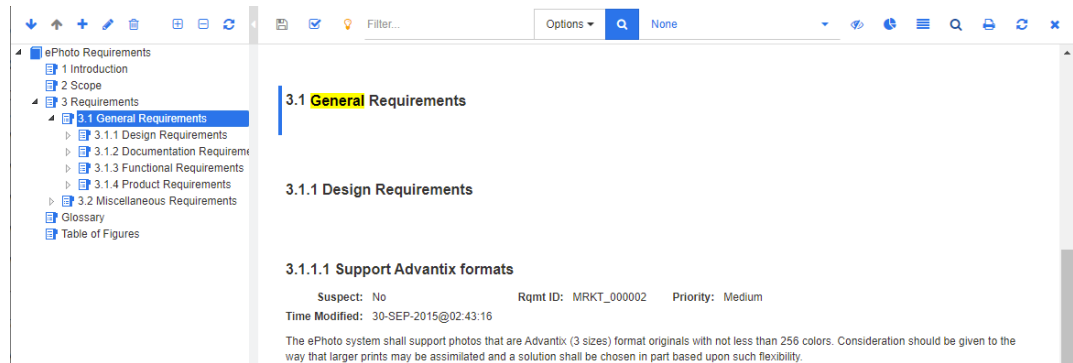 Filter...
Options
None
ePhoto Requirements
1 Introduction
2 Scope
3 Requirements
3.1 General Requirements
3.1.1 Design Requirements
3.1.2 Documentation Requireme
3.1.3 Functional Requirements
3.1.4 Product Requirements
3.2 Miscellaneous Requirements
Glossary
Table of Figures
3.1 General Requirements
3.1.1 Design Requirements
3.1.1.1 Support Advantix formats
Suspect: No Rqmt ID: MRKT_000002 Priority: Medium
Time Modified: 30-SEP-2015@02:43:16
The ePhoto system shall support photos that are Advantix (3 sizes) format originals with not less than 256 colors. Consideration should be given to the
way that larger prints may be assimilated and a solution shall be chosen in part based upon such flexibility.